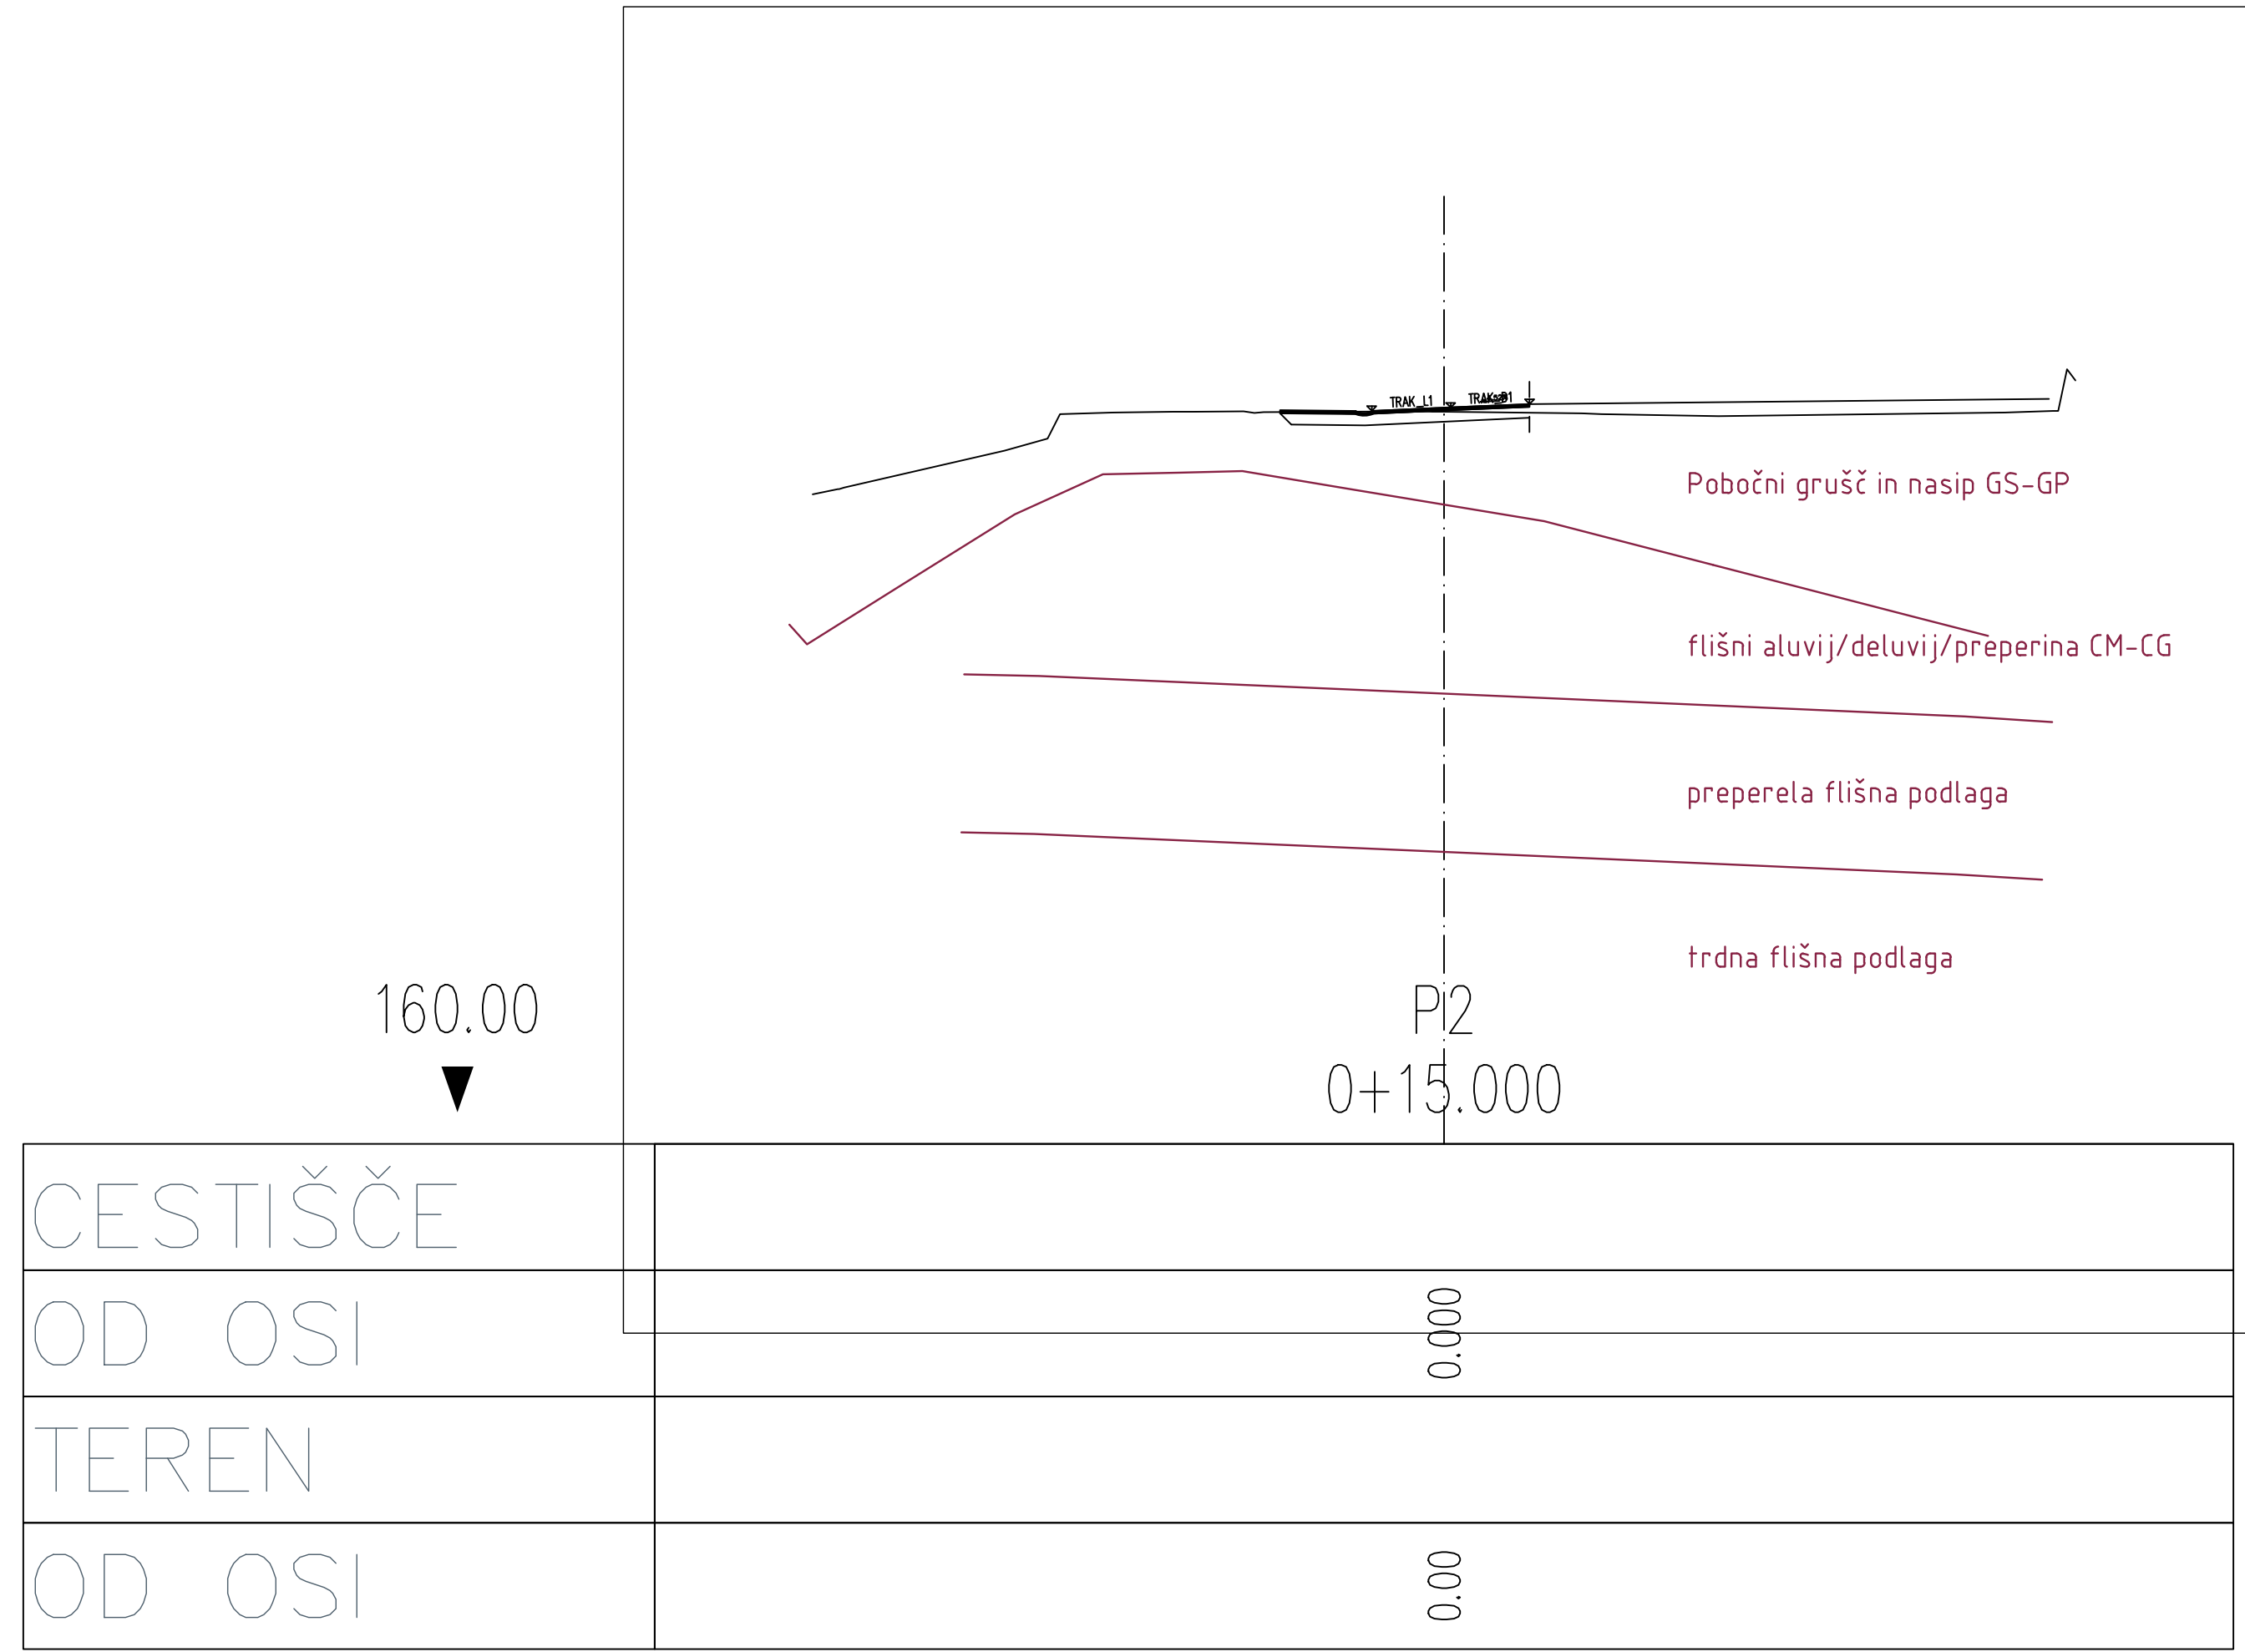 TRAK_L1
TRAK_D1
Pobočni grušč in nasip GS-GP
flišni aluvij/deluvij/preperina CM-CG
preperela flišna podlaga
trdna flišna podlaga
160.00
P2
0+15.000
CESTIŠČE
OD OSI
0.000
TEREN
OD OSI
0.00